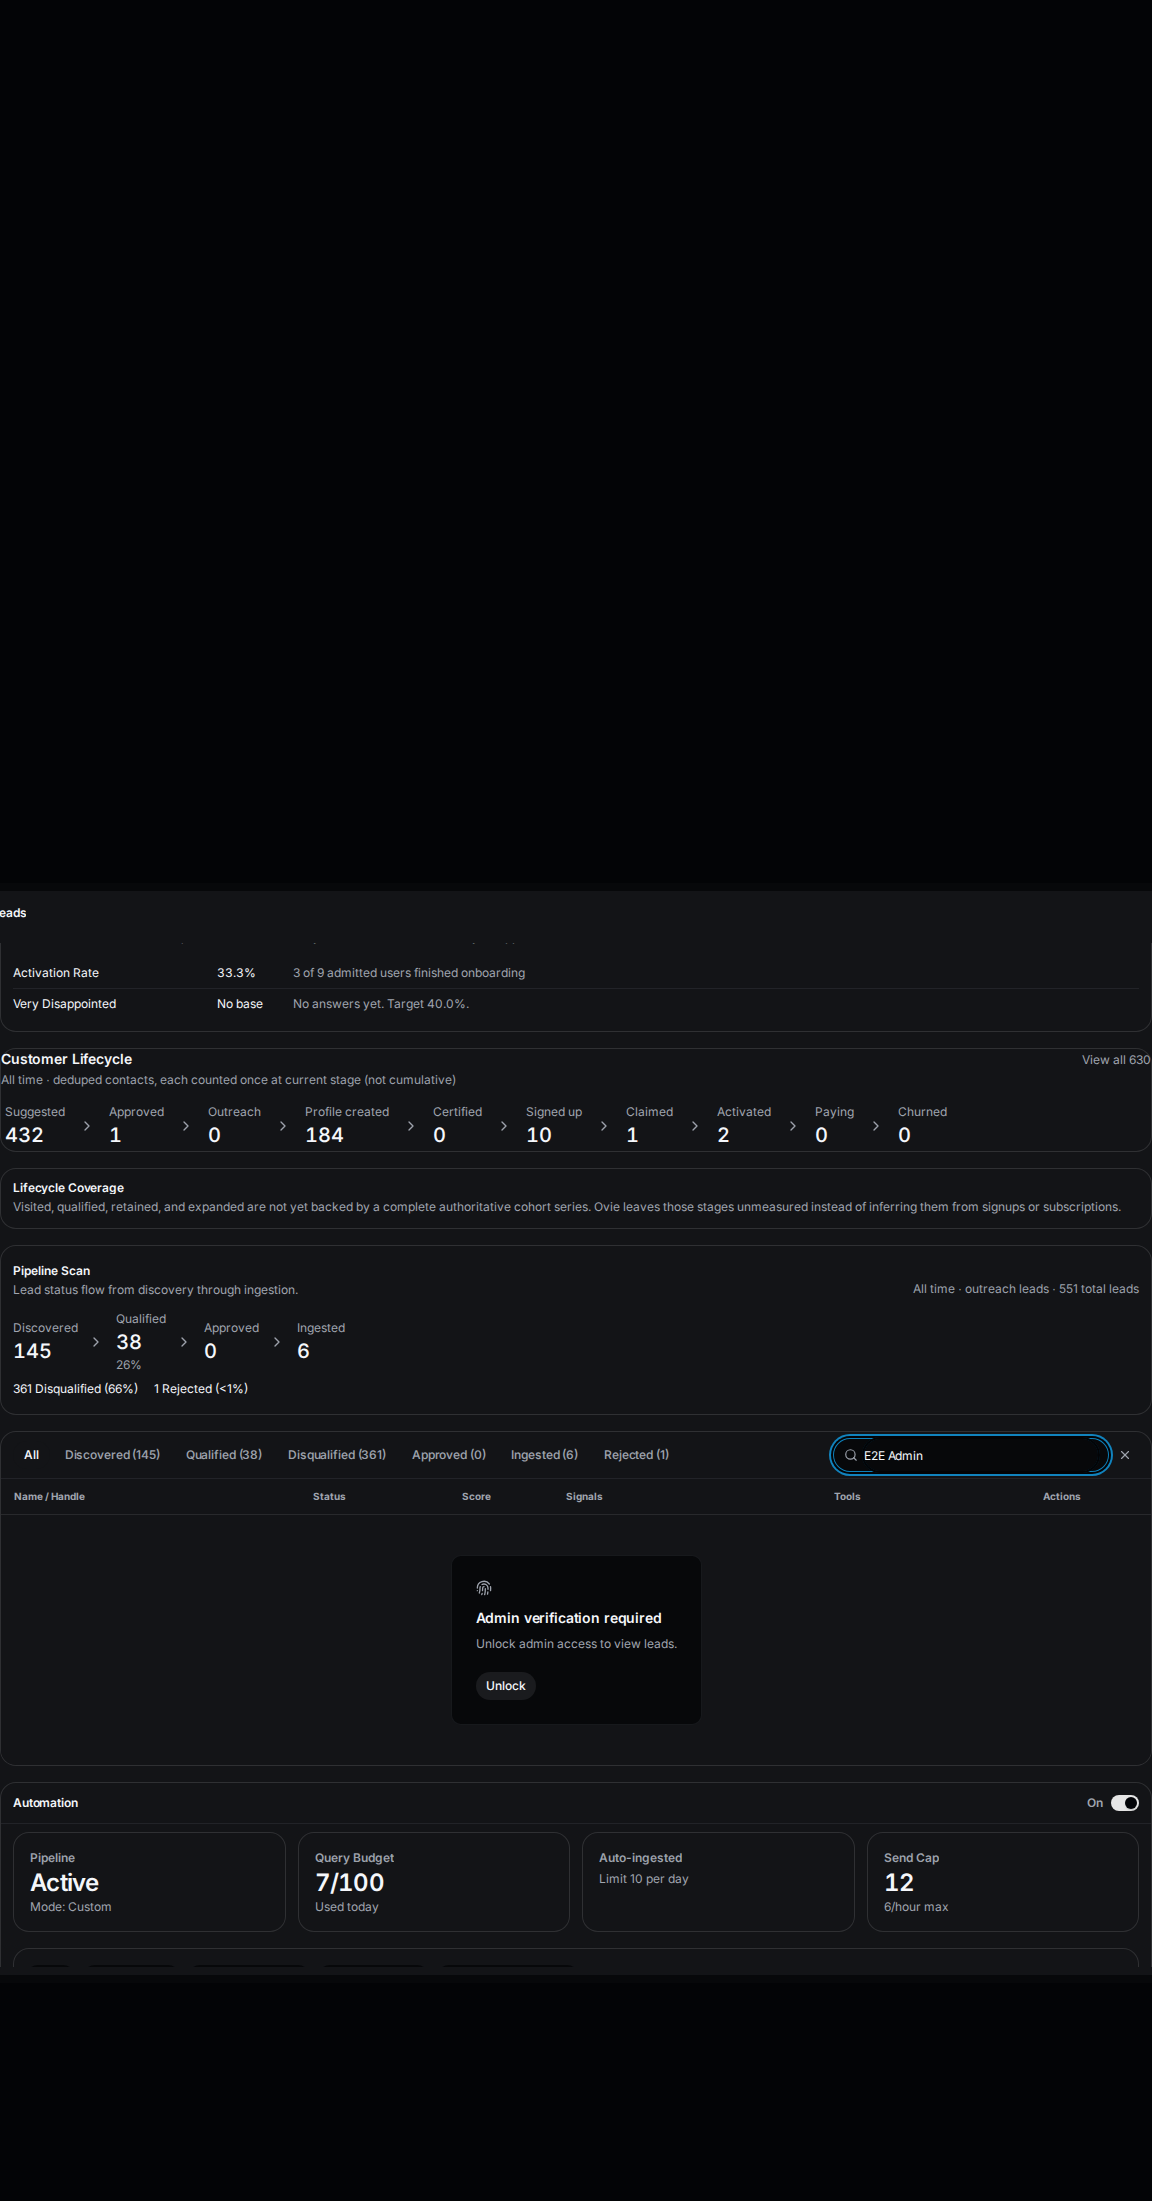 eads
Activation Rate 33.3% 3 of 9 admitted users finished onboarding
Very Disappointed No base No answers yet. Target 40.0%.
Customer Lifecycle View all 630
All time · deduped contacts, each counted once at current stage (not cumulative)
Suggested Approved Outreach Profile created Certified Signed up Claimed Activated Paying Churned
432 1 0 184 0 10 1 2 0 0
Lifecycle Coverage
Visited, qualified, retained, and expanded are not yet backed by a complete authoritative cohort series. Ovie leaves those stages unmeasured instead of inferring them from signups or subscriptions.
Pipeline Scan
Lead status flow from discovery through ingestion. All time · outreach leads · 551 total leads
Discovered Qualified Approved Ingested
145 38 0 6
26%
361 Disqualified (66%) 1 Rejected (<1%)
All Discovered (145) Qualified (38) Disqualified (361) Approved (0) Ingested (6) Rejected (1) E2E Admin
Name / Handle Status Score Signals Tools Actions
Admin verification required
Unlock admin access to view leads.
Unlock
Automation On
Pipeline Query Budget Auto-ingested Send Cap
Active 7/100 Limit 10 per day 12
Mode: Custom Used today 6/hour max